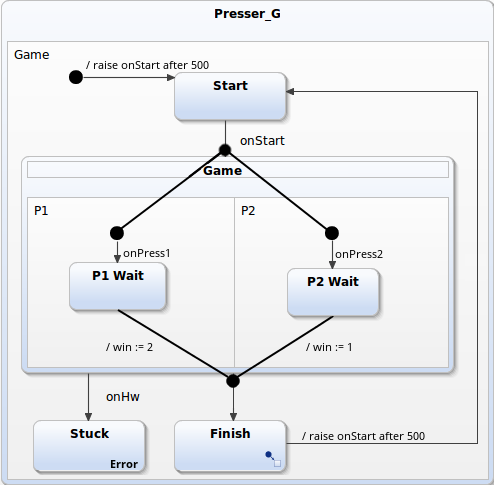 Presser_G
Game
/ raise onStart after 500
Start
onStart
Game
P1
P2
onPress1
onPress2
P1 Wait
P2 Wait
/ win := 2
/ win := 1
onHw
Stuck
Error
Finish
/ raise onStart after 500